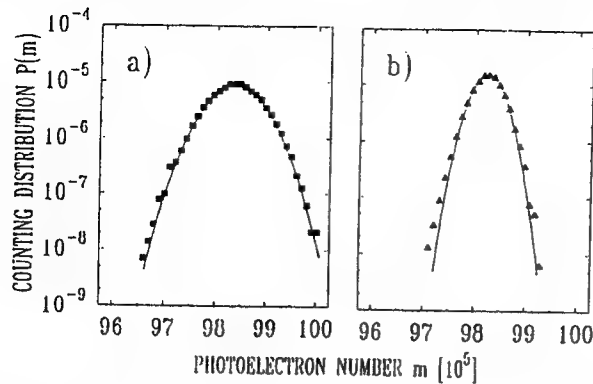 COUNTING DISTRIBUTION P(m)
10^-4
10^-5
10^-6
10^-7
10^-8
10^-9
a)
b)
96 97 98 99 100
96 97 98 99 100
PHOTOELECTRON NUMBER m [10^5]